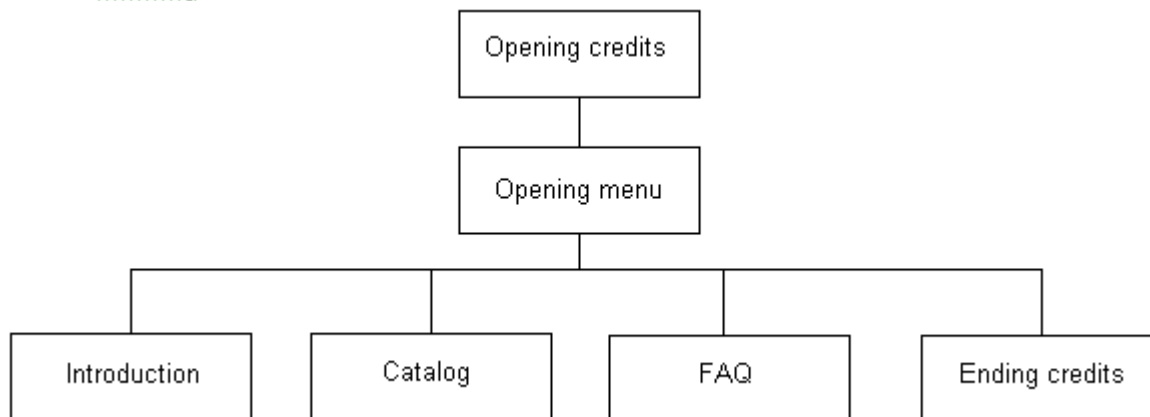 Opening credits
Opening menu
Introduction
Catalog
FAQ
Ending credits